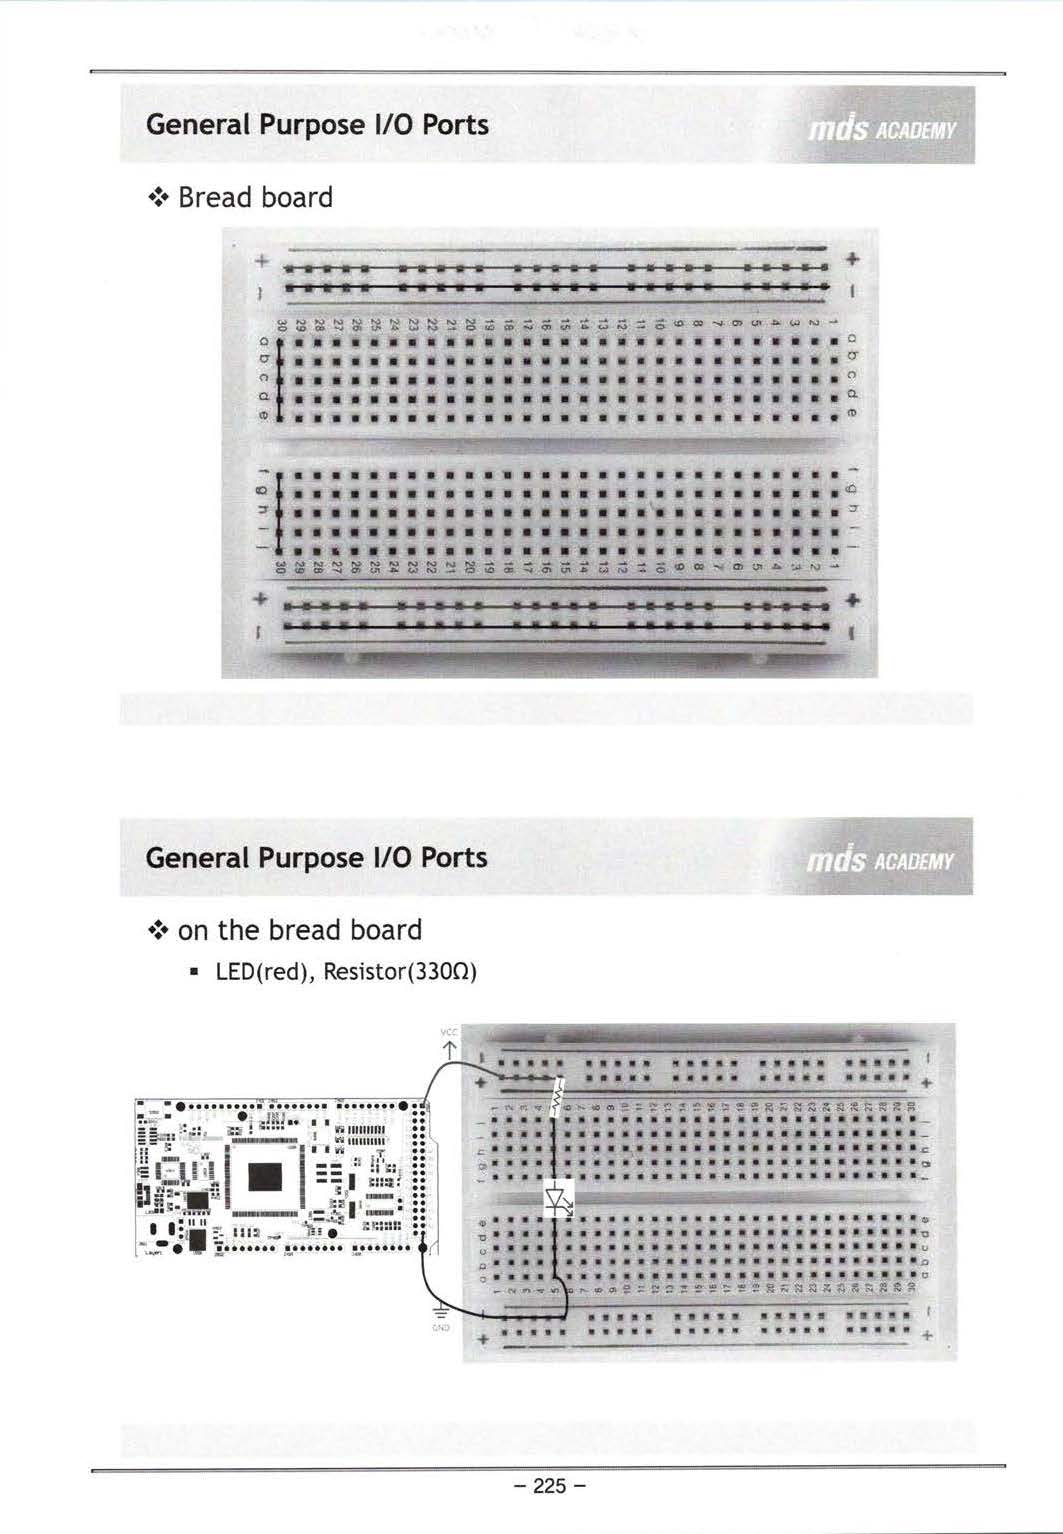 General Purpose I/O Ports
mds ACADEMY
❖ Bread board
+ +
− −
30 29 28 27 26 25 24 23 22 21 20 19 18 17 16 15 14 13 12 11 10 9 8 7 6 5 4 3 2 1
a a
b b
c c
d d
e e
f f
g g
h h
i i
j j
30 29 28 27 26 25 24 23 22 21 20 19 18 17 16 15 14 13 12 11 10 9 8 7 6 5 4 3 2 1
+ +
− −
General Purpose I/O Ports
mds ACADEMY
❖ on the bread board
▪ LED(red), Resistor(330Ω)
VCC
− −
+ +
1 2 3 4 6 7 8 9 10 11 12 13 14 15 16 17 18 19 20 21 22 23 24 25 26 27 28 29 30
j j
i i
h h
g g
f f
e e
d d
c c
b b
a a
1 2 3 4 5 6 7 8 9 10 11 12 13 14 15 16 17 18 19 20 21 22 23 24 25 26 27 28 29 30
Layer:
GND
− −
+ +
− 225 −